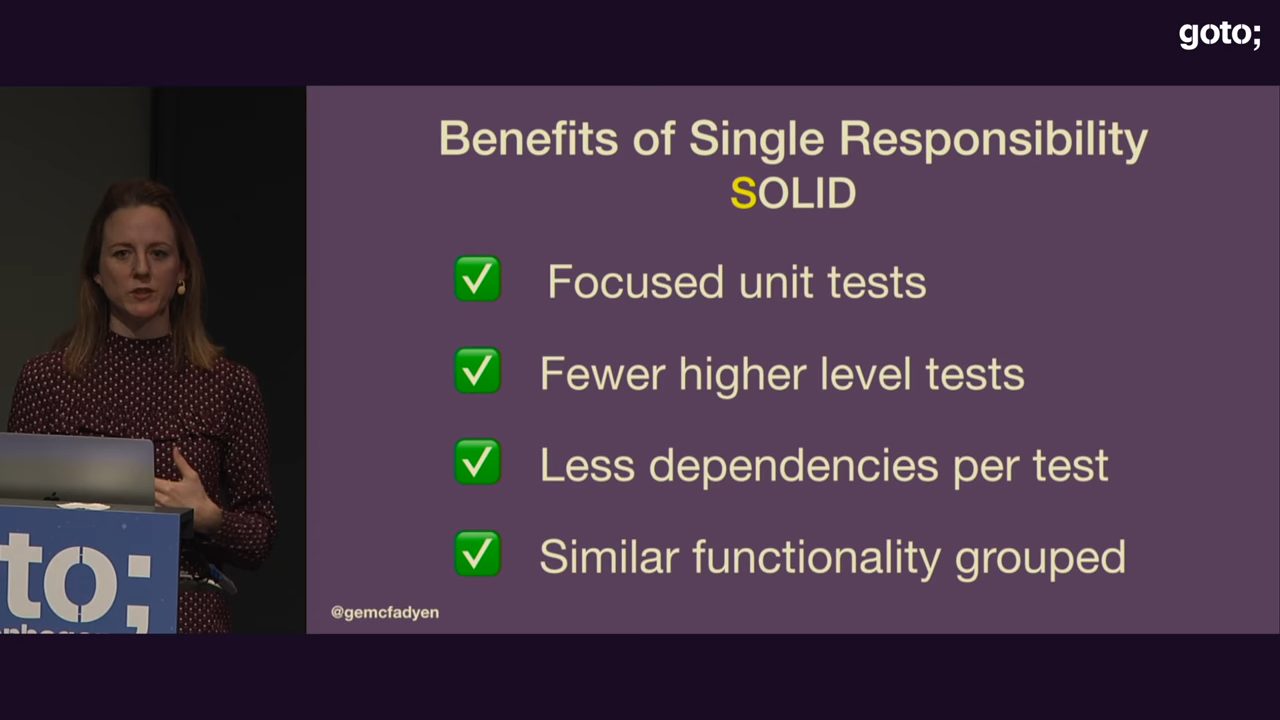 goto;
Benefits of Single Responsibility
SOLID
Focused unit tests
Fewer higher level tests
Less dependencies per test
Similar functionality grouped
@gemcfadyen
to;